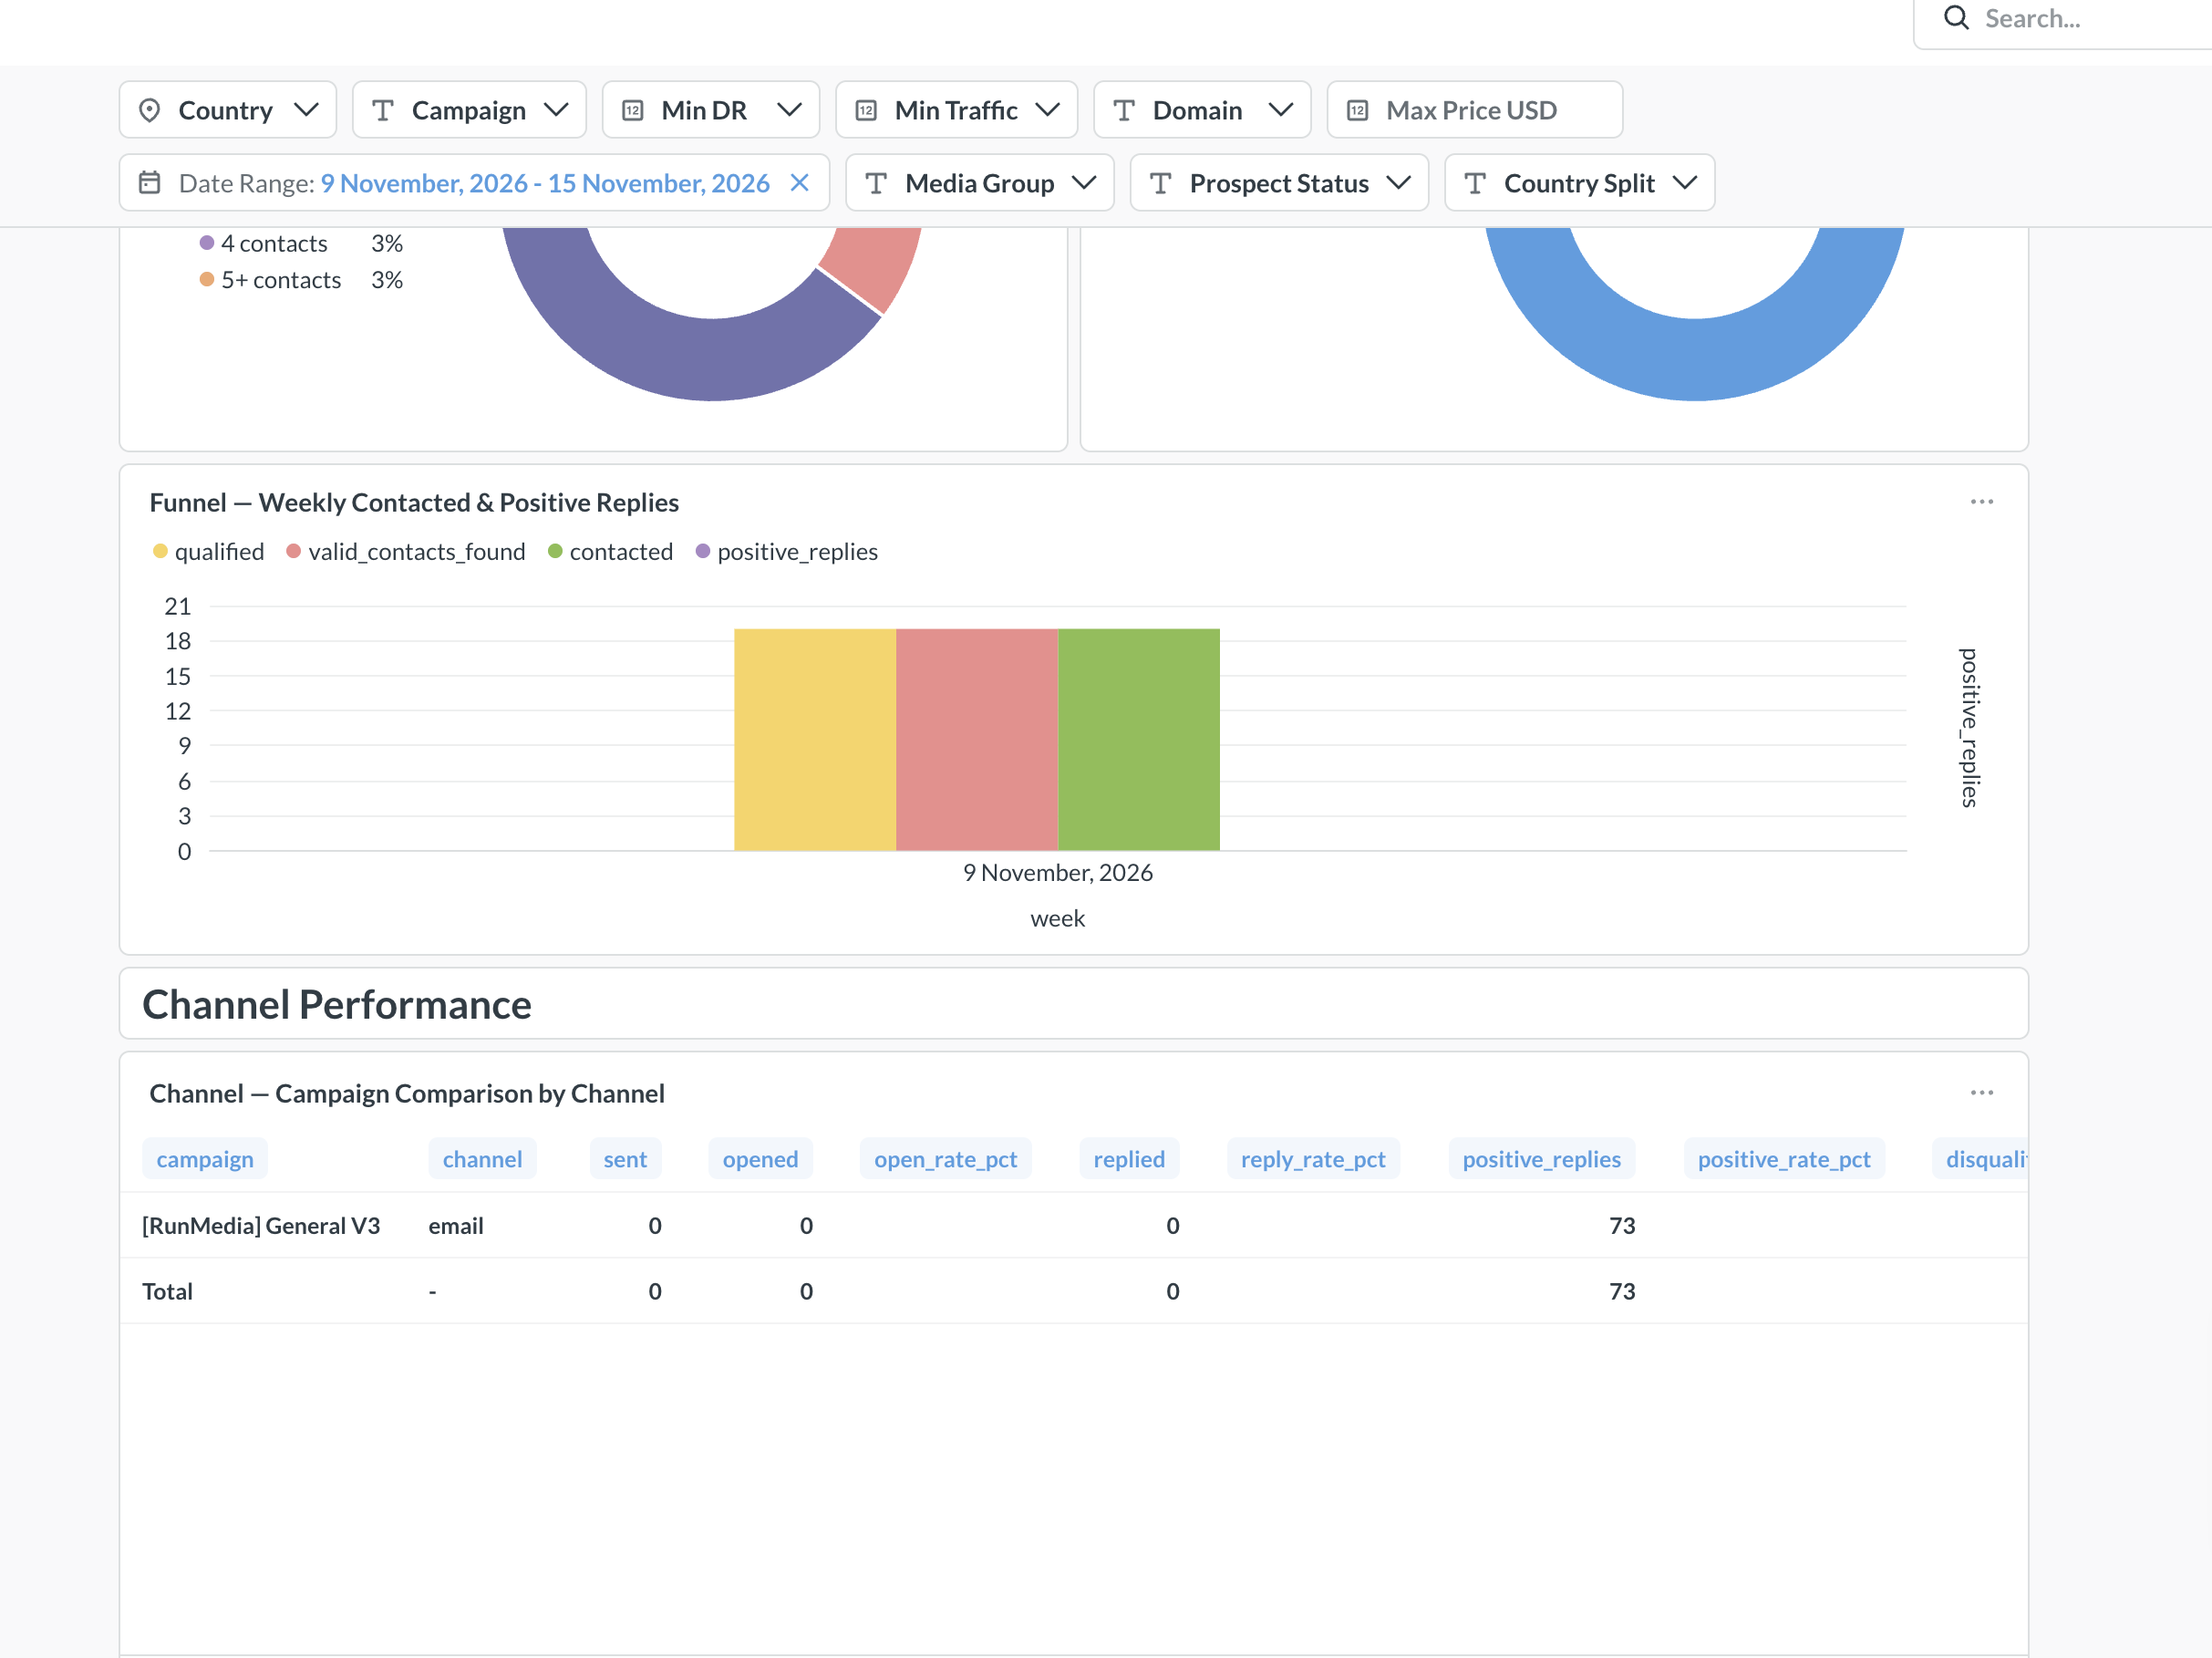 Search...
Country
Campaign
Min DR
Min Traffic
Domain
Max Price USD
Date Range: 9 November, 2026 - 15 November, 2026
Media Group
Prospect Status
Country Split
4 contacts 3%
5+ contacts 3%
Funnel — Weekly Contacted & Positive Replies
qualified valid_contacts_found contacted positive_replies
21
18
15
12
9
6
3
0
positive_replies
9 November, 2026
week
Channel Performance
Channel — Campaign Comparison by Channel
campaign channel sent opened open_rate_pct replied reply_rate_pct positive_replies positive_rate_pct disquali
[RunMedia] General V3 email 0 0 0 73
Total - 0 0 0 73